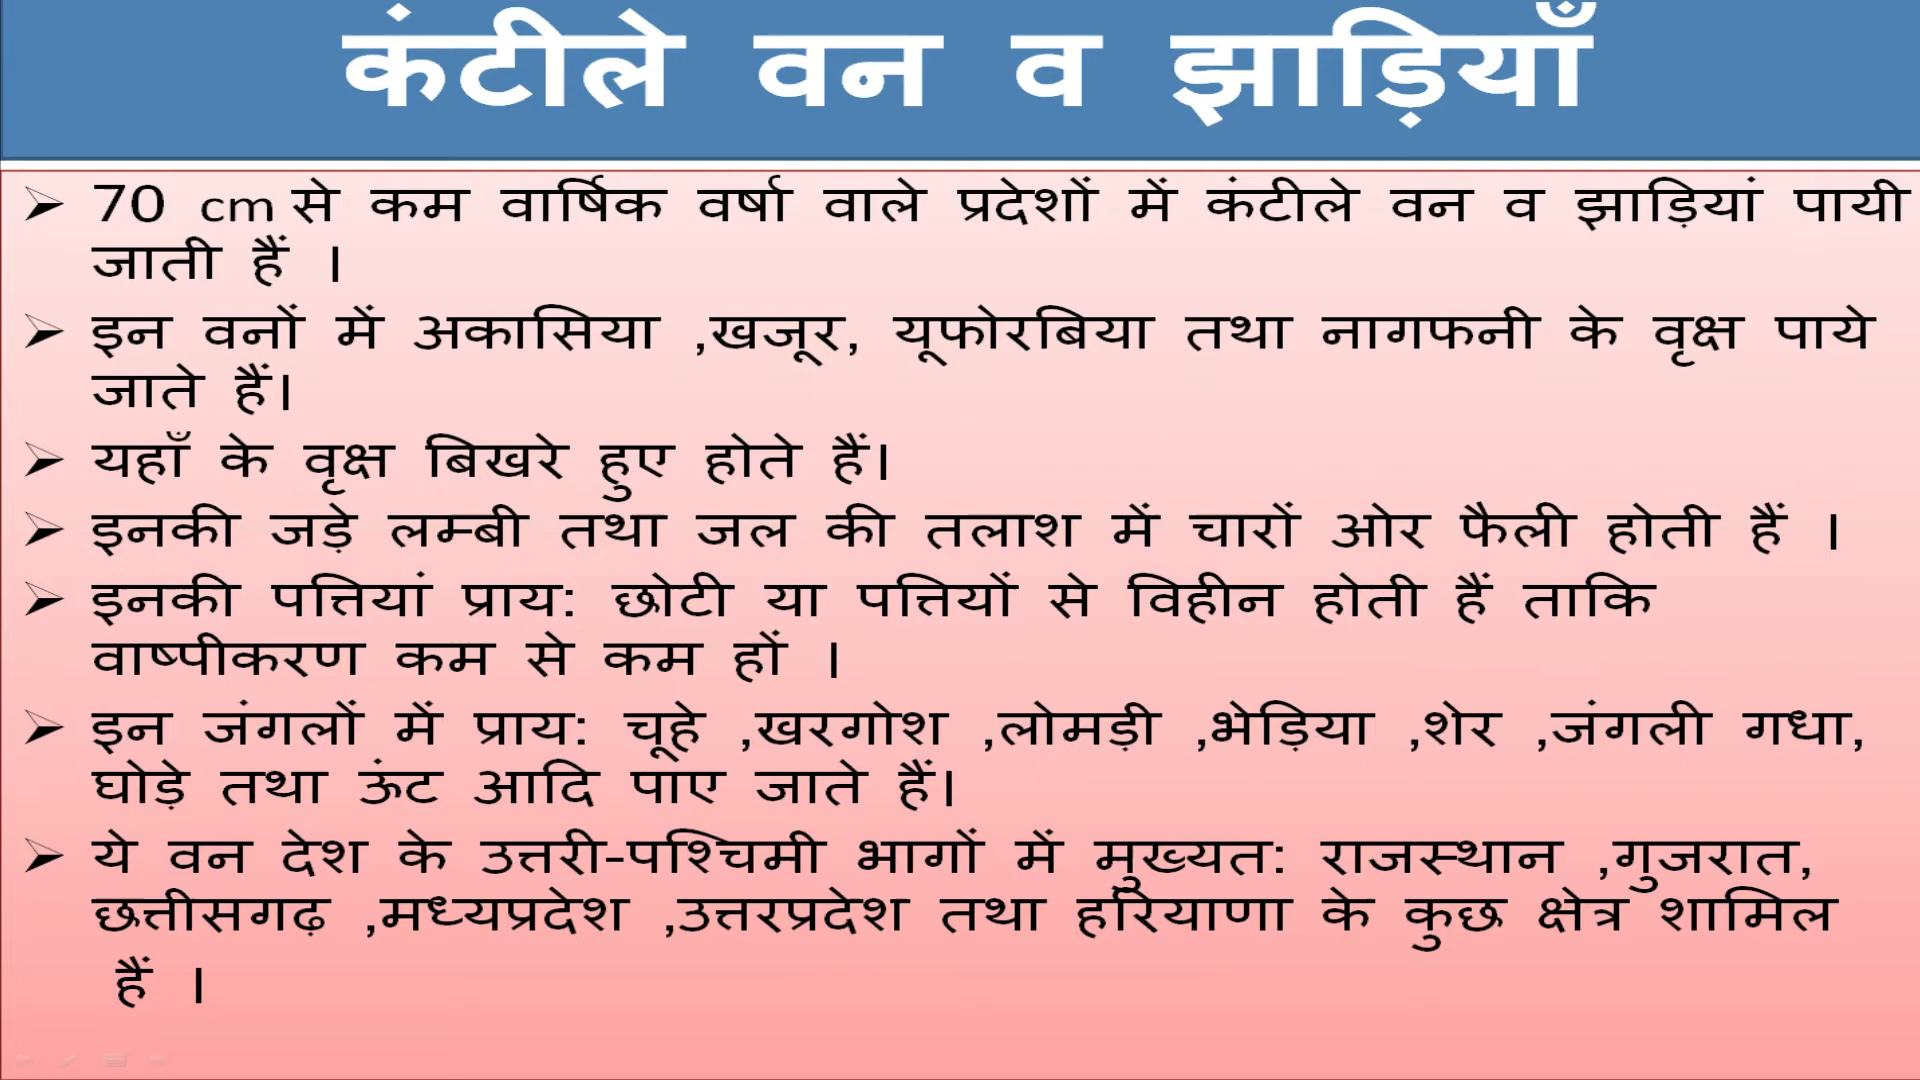 कंटीले वन व झाड़ियाँ
70 cm से कम वार्षिक वर्षा वाले प्रदेशों में कंटीले वन व झाड़ियां पायी
जाती हैं ।
इन वनों में अकासिया ,खजूर, यूफोरबिया तथा नागफनी के वृक्ष पाये
जाते हैं।
यहाँ के वृक्ष बिखरे हुए होते हैं।
इनकी जड़े लम्बी तथा जल की तलाश में चारों ओर फैली होती हैं ।
इनकी पत्तियां प्राय: छोटी या पत्तियों से विहीन होती हैं ताकि
वाष्पीकरण कम से कम हों ।
इन जंगलों में प्राय: चूहे ,खरगोश ,लोमड़ी ,भेड़िया ,शेर ,जंगली गधा,
घोड़े तथा ऊंट आदि पाए जाते हैं।
ये वन देश के उत्तरी-पश्चिमी भागों में मुख्यत: राजस्थान ,गुजरात,
छत्तीसगढ़ ,मध्यप्रदेश ,उत्तरप्रदेश तथा हरियाणा के कुछ क्षेत्र शामिल
हैं ।